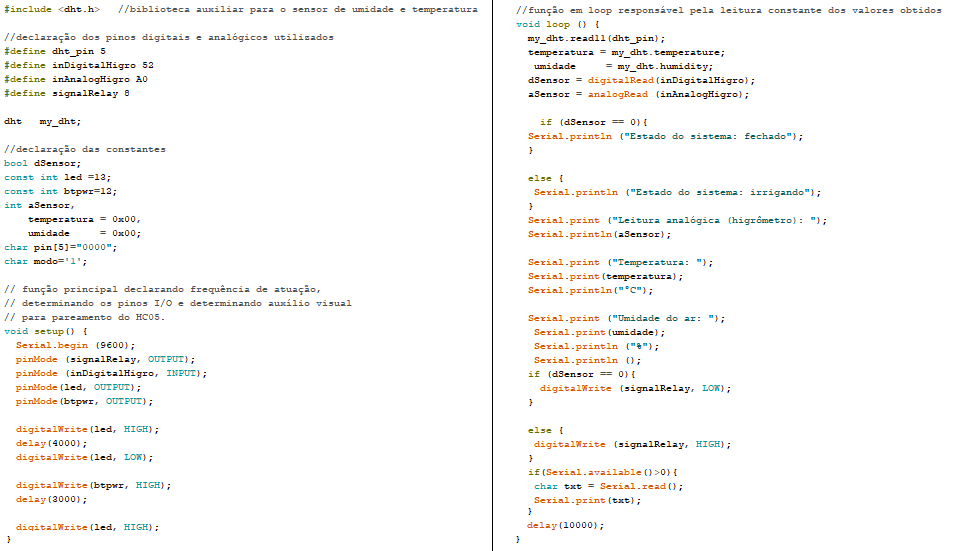 #include <dht.h>   //biblioteca auxiliar para o sensor de umidade e temperatura

//declaração dos pinos digitais e analógicos utilizados
#define dht_pin 5
#define inDigitalHigro 52
#define inAnalogHigro A0
#define signalRelay 8

dht   my_dht;

//declaração das constantes
bool dSensor;
const int led =13;
const int btpwr=12;
int aSensor,
    temperatura = 0x00,
    umidade     = 0x00;
char pin[5]="0000";
char modo='1';

// função principal declarando frequência de atuação,
// determinando os pinos I/O e determinando auxílio visual
// para pareamento do HC05.
void setup() {
  Serial.begin (9600);
  pinMode (signalRelay, OUTPUT);
  pinMode (inDigitalHigro, INPUT);
  pinMode(led, OUTPUT);
  pinMode(btpwr, OUTPUT);

  digitalWrite(led, HIGH);
  delay(4000);
  digitalWrite(led, LOW);

  digitalWrite(btpwr, HIGH);
  delay(3000);

  digitalWrite(led, HIGH);
}
//função em loop responsável pela leitura constante dos valores obtidos
void loop () {
  my_dht.read11(dht_pin);
  temperatura = my_dht.temperature;
   umidade     = my_dht.humidity;
  dSensor = digitalRead(inDigitalHigro);
  aSensor = analogRead (inAnalogHigro);

    if (dSensor == 0){
  Serial.println ("Estado do sistema: fechado");
  }

  else {
   Serial.println ("Estado do sistema: irrigando");
  }
  Serial.print ("Leitura analógica (higrômetro): ");
  Serial.println(aSensor);

  Serial.print ("Temperatura: ");
  Serial.print(temperatura);
  Serial.println("°C");

  Serial.print ("Umidade do ar: ");
   Serial.print(umidade);
   Serial.println ("%");
   Serial.println ();
  if (dSensor == 0){
    digitalWrite (signalRelay, LOW);
  }

  else {
   digitalWrite (signalRelay, HIGH);
  }
  if(Serial.available()>0){
   char txt = Serial.read();
   Serial.print(txt);
  }
  delay(10000);
}